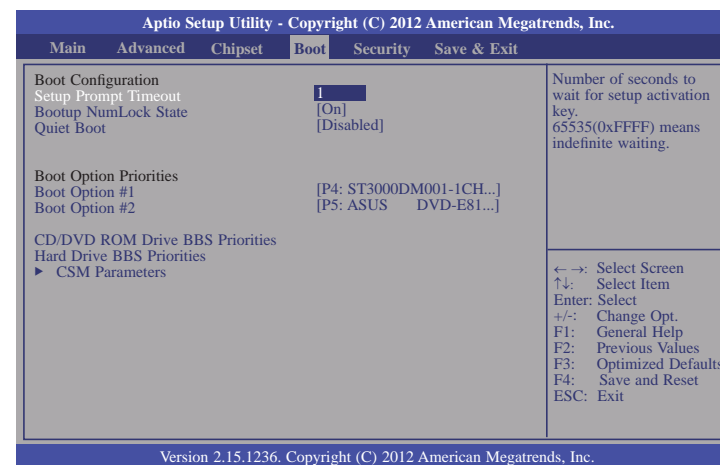 Aptio Setup Utility - Copyright (C) 2012 American Megatrends, Inc.
Main Advanced Chipset Boot Security Save & Exit
Boot Configuration
Setup Prompt Timeout 1
Bootup NumLock State [On]
Quiet Boot [Disabled]
Boot Option Priorities
Boot Option #1 [P4: ST3000DM001-1CH...]
Boot Option #2 [P5: ASUS DVD-E81...]
CD/DVD ROM Drive BBS Priorities
Hard Drive BBS Priorities
▶ CSM Parameters
Number of seconds to
wait for setup activation
key.
65535(0xFFFF) means
indefinite waiting.
← →: Select Screen
↑↓: Select Item
Enter: Select
+/-: Change Opt.
F1: General Help
F2: Previous Values
F3: Optimized Defaults
F4: Save and Reset
ESC: Exit
Version 2.15.1236. Copyright (C) 2012 American Megatrends, Inc.